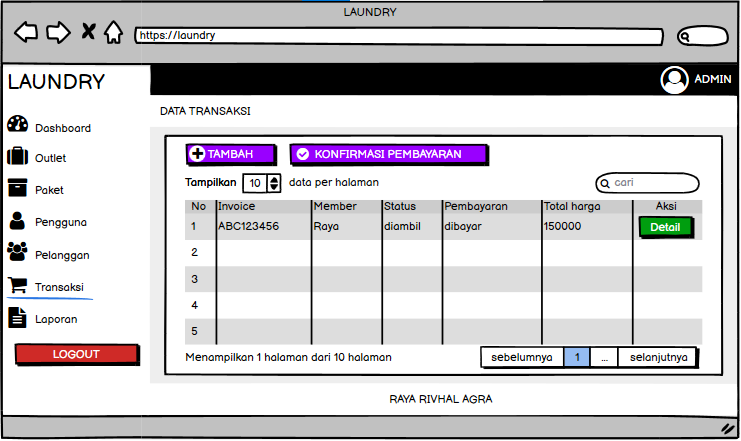 LAUNDRY
https://laundry
LAUNDRY
ADMIN
DATA TRANSAKSI
Dashboard
Outlet
Paket
Pengguna
Pelanggan
Transaksi
Laporan
LOGOUT
TAMBAH KONFIRMASI PEMBAYARAN
Tampilkan 10 data per halaman cari
No Invoice Member Status Pembayaran Total harga Aksi
1 ABC123456 Raya diambil dibayar 150000 Detail
2
3
4
5
Menampilkan 1 halaman dari 10 halaman sebelumnya 1 ... selanjutnya
RAYA RIVHAL AGRA